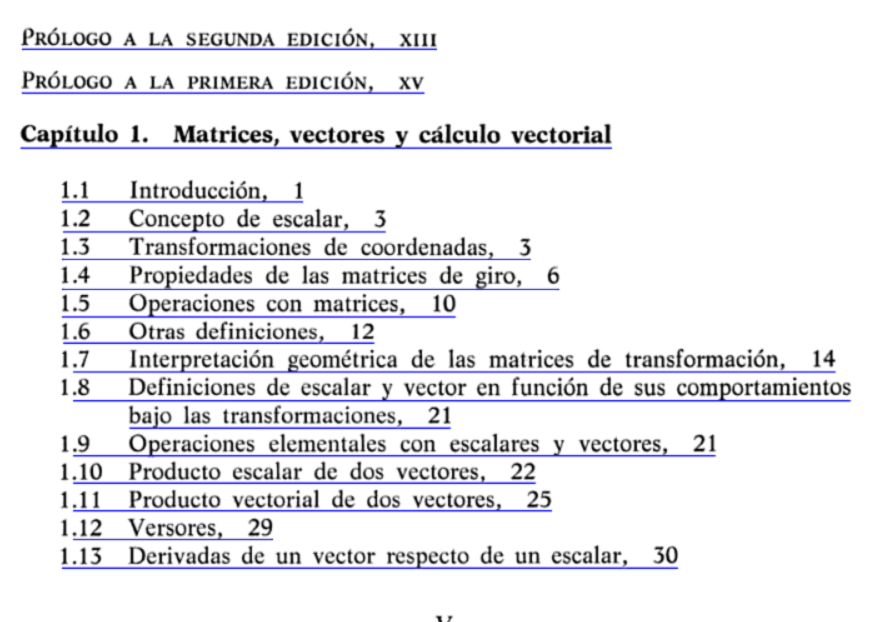 PRÓLOGO A LA SEGUNDA EDICIÓN, XIII
PRÓLOGO A LA PRIMERA EDICIÓN, XV
Capítulo 1. Matrices, vectores y cálculo vectorial
1.1 Introducción, 1
1.2 Concepto de escalar, 3
1.3 Transformaciones de coordenadas, 3
1.4 Propiedades de las matrices de giro, 6
1.5 Operaciones con matrices, 10
1.6 Otras definiciones, 12
1.7 Interpretación geométrica de las matrices de transformación, 14
1.8 Definiciones de escalar y vector en función de sus comportamientos
bajo las transformaciones, 21
1.9 Operaciones elementales con escalares y vectores, 21
1.10 Producto escalar de dos vectores, 22
1.11 Producto vectorial de dos vectores, 25
1.12 Versores, 29
1.13 Derivadas de un vector respecto de un escalar, 30
V